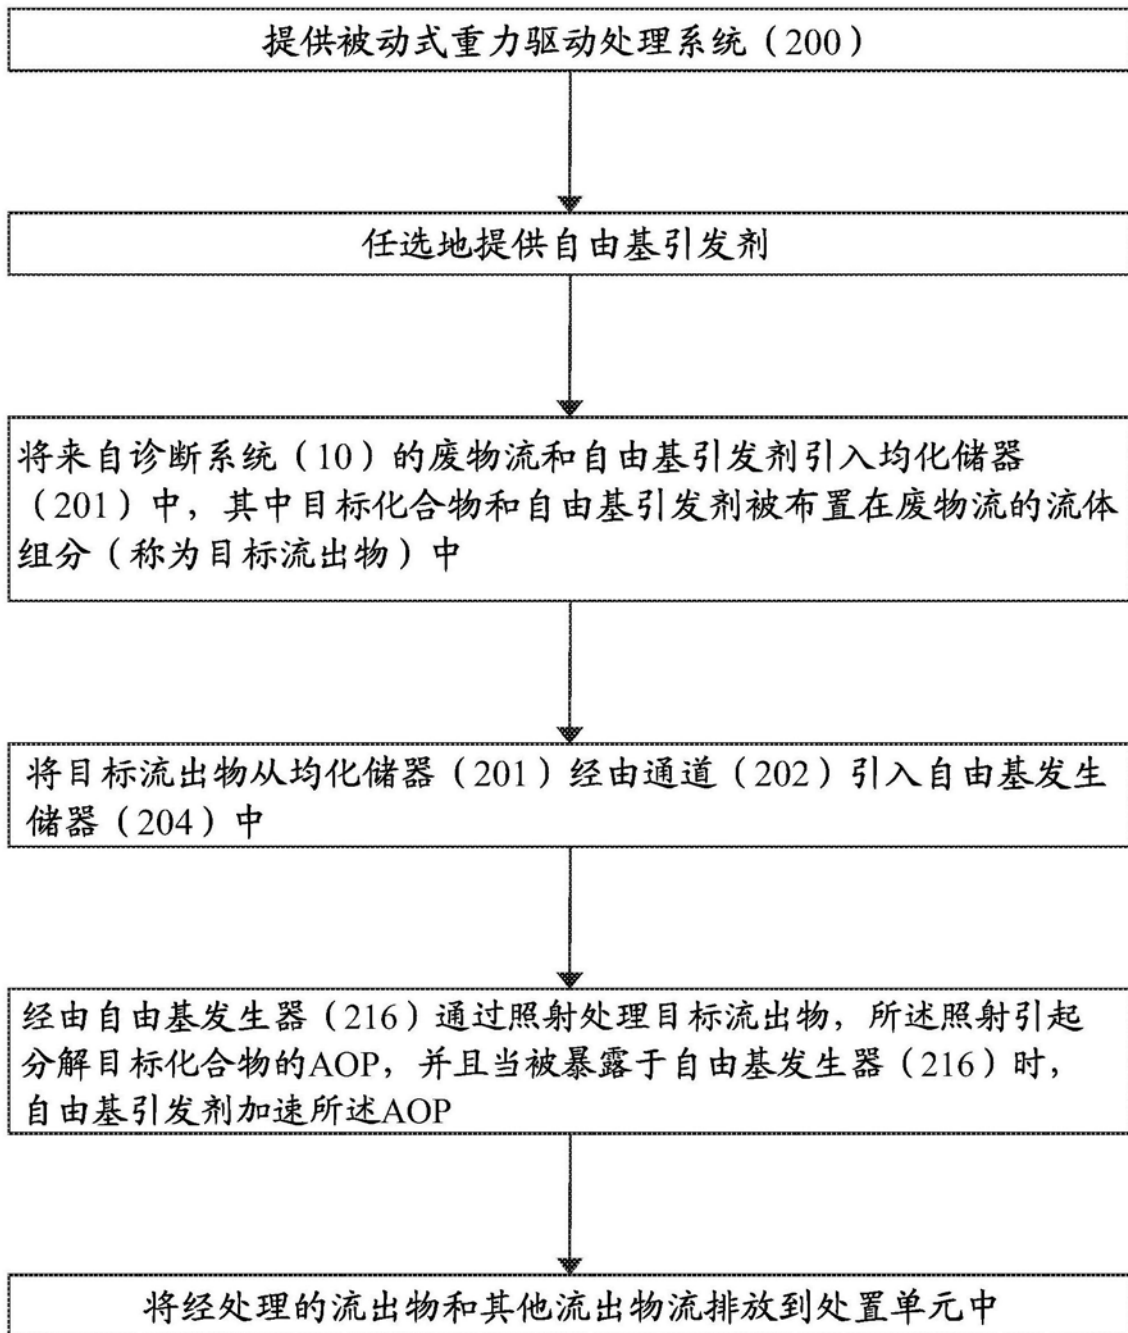 提供被动式重力驱动处理系统（200）
任选地提供自由基引发剂
将来自诊断系统（10）的废物流和自由基引发剂引入均化储器
（201）中，其中目标化合物和自由基引发剂被布置在废物流的流体
组分（称为目标流出物）中
将目标流出物从均化储器（201）经由通道（202）引入自由基发生
储器（204）中
经由自由基发生器（216）通过照射处理目标流出物，所述照射引起
分解目标化合物的AOP，并且当被暴露于自由基发生器（216）时，
自由基引发剂加速所述AOP
将经处理的流出物和其他流出物流排放到处置单元中